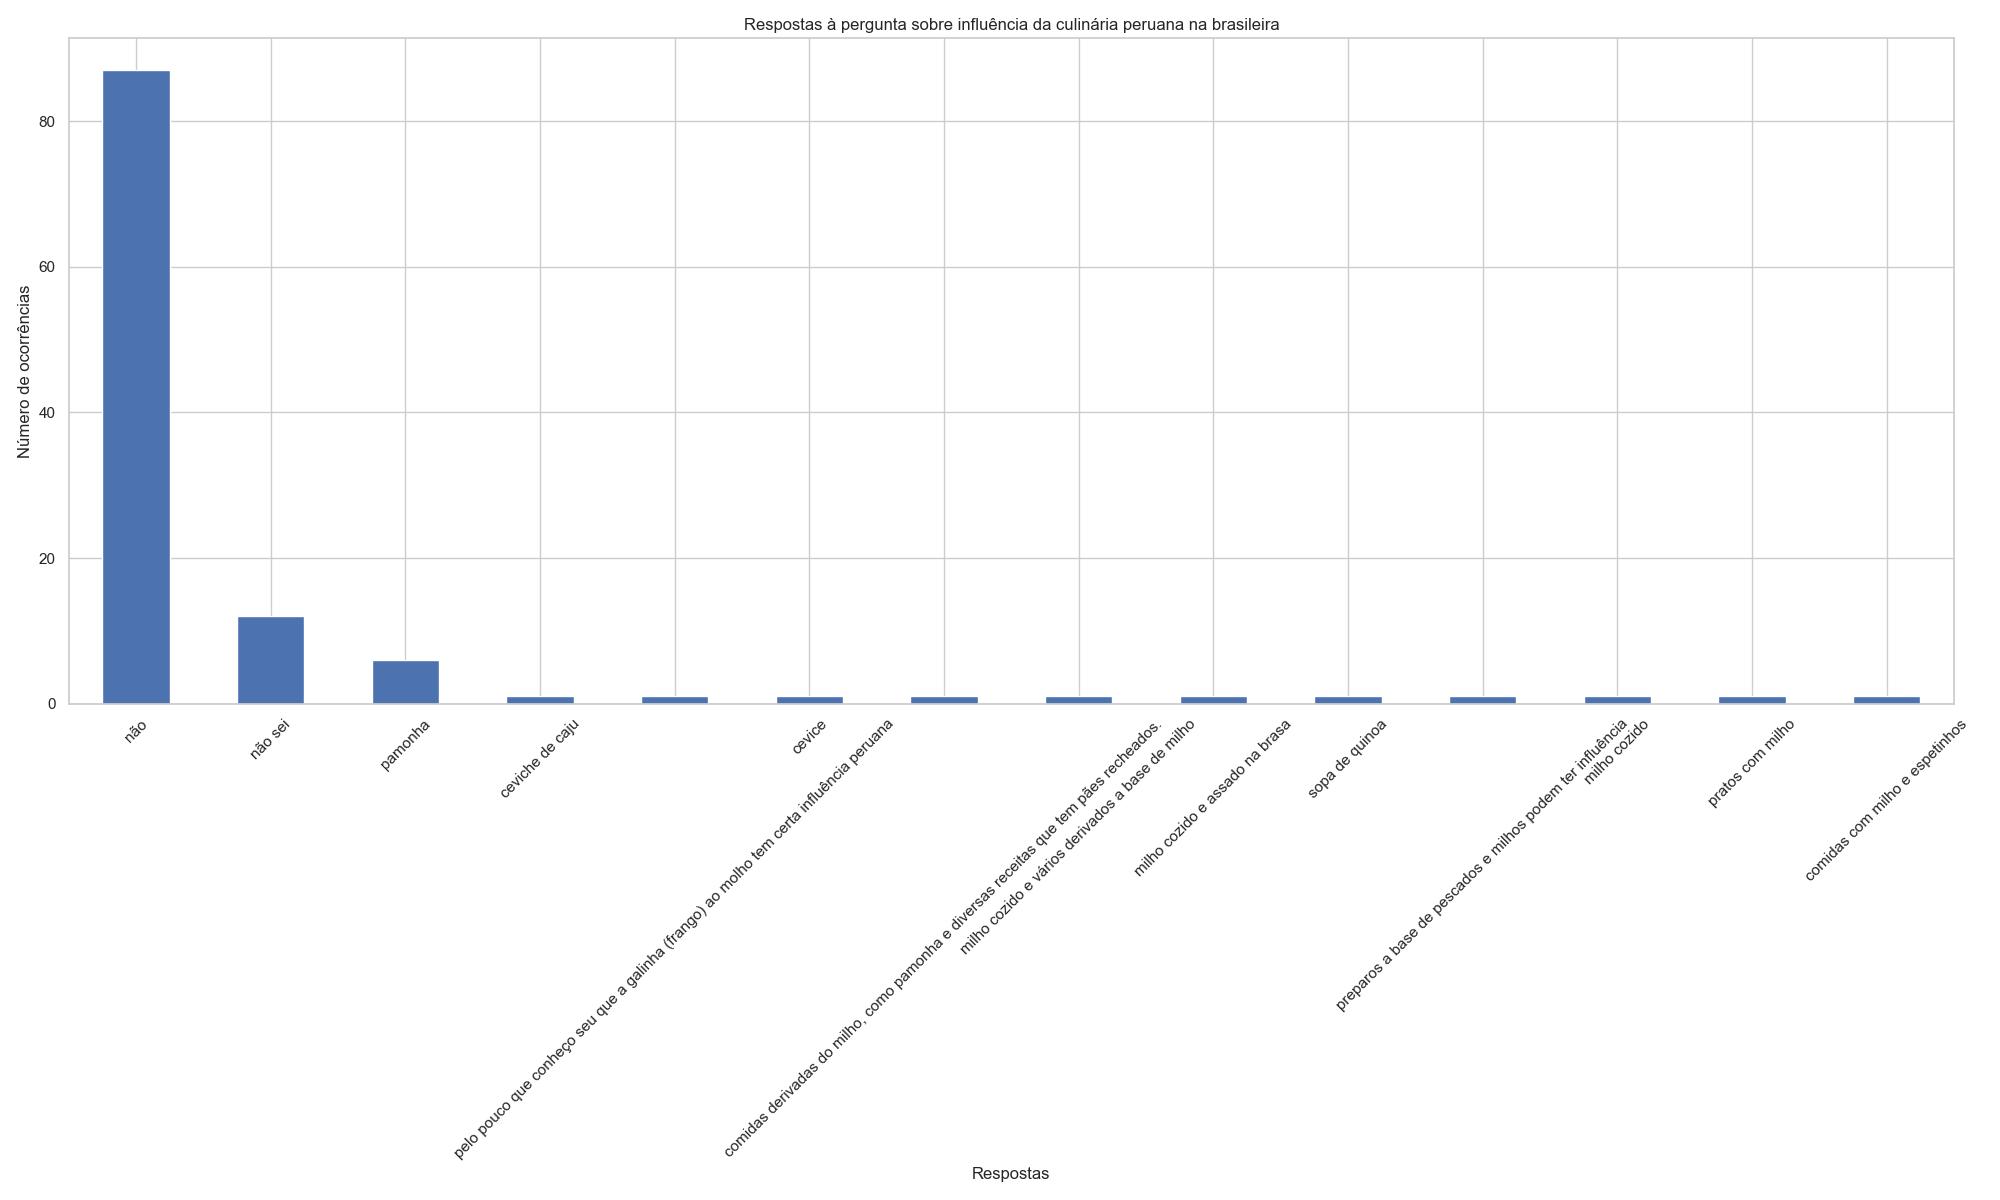 Respostas à pergunta sobre influência da culinária peruana na brasileira
Número de ocorrências
80
60
40
20
0
não
não sei
pamonha
ceviche de caju
pelo pouco que conheço seu que a galinha (frango) ao molho tem certa influência peruana
cevice
comidas derivadas do milho, como pamonha e diversas receitas que tem pães recheados.
milho cozido e vários derivados a base de milho
milho cozido e assado na brasa
sopa de quinoa
preparos a base de pescados e milhos podem ter influência
milho cozido
pratos com milho
comidas com milho e espetinhos
Respostas